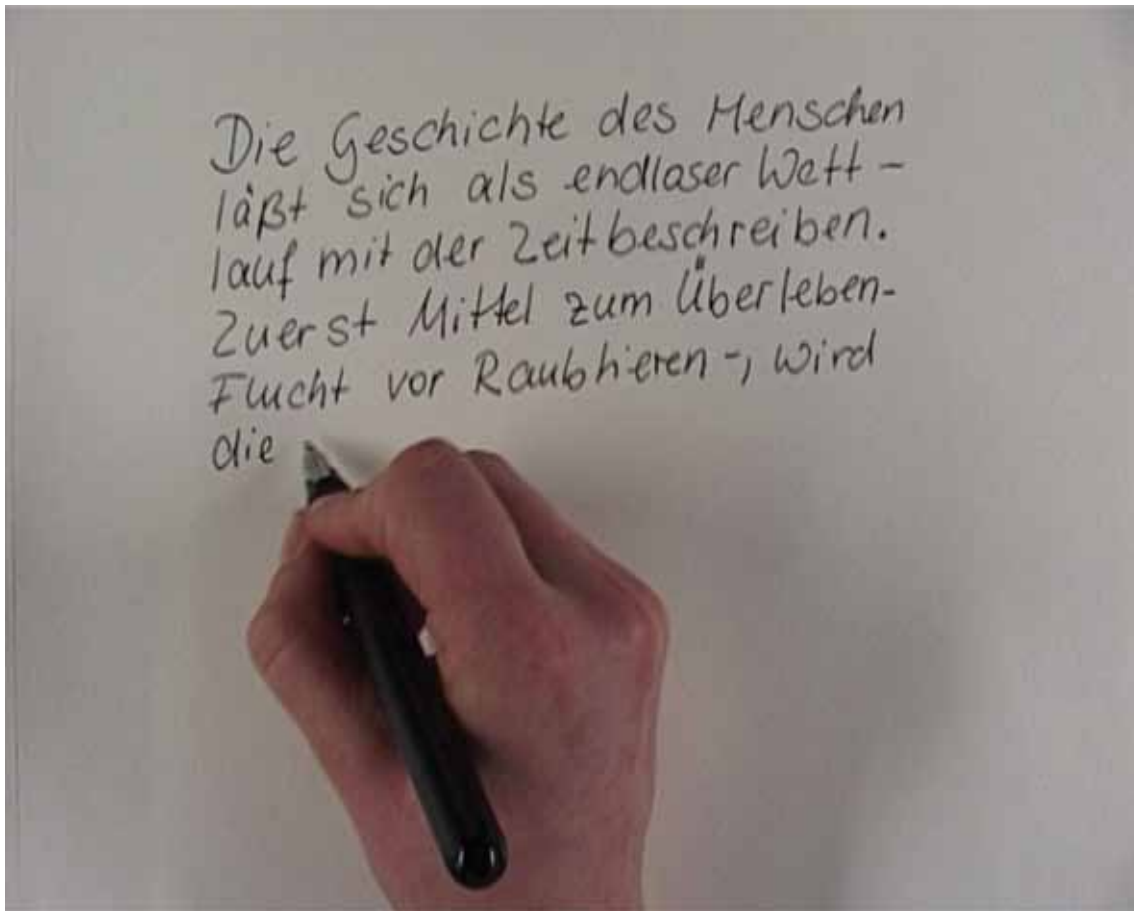 Die Geschichte des Menschen
läßt sich als endloser Wett-
lauf mit der Zeit beschreiben.
Zuerst Mittel zum Überleben-
Flucht vor Raubtieren-, wird
die